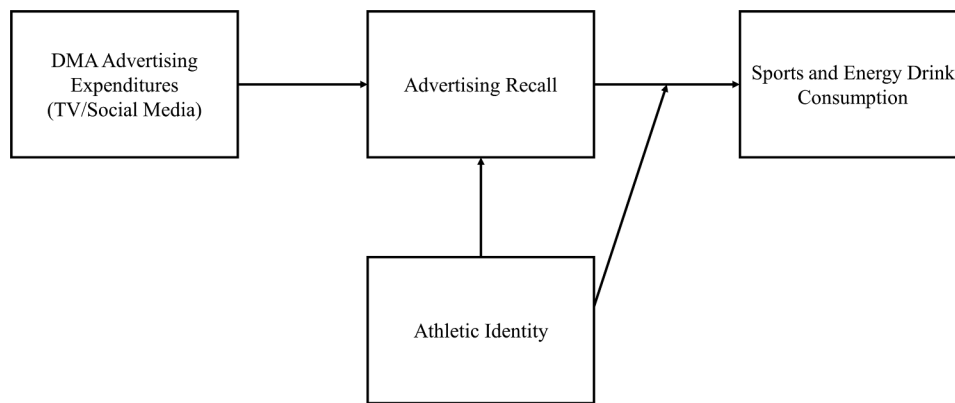 DMA Advertising
Expenditures
(TV/Social Media)
Advertising Recall
Sports and Energy Drink
Consumption
Athletic Identity